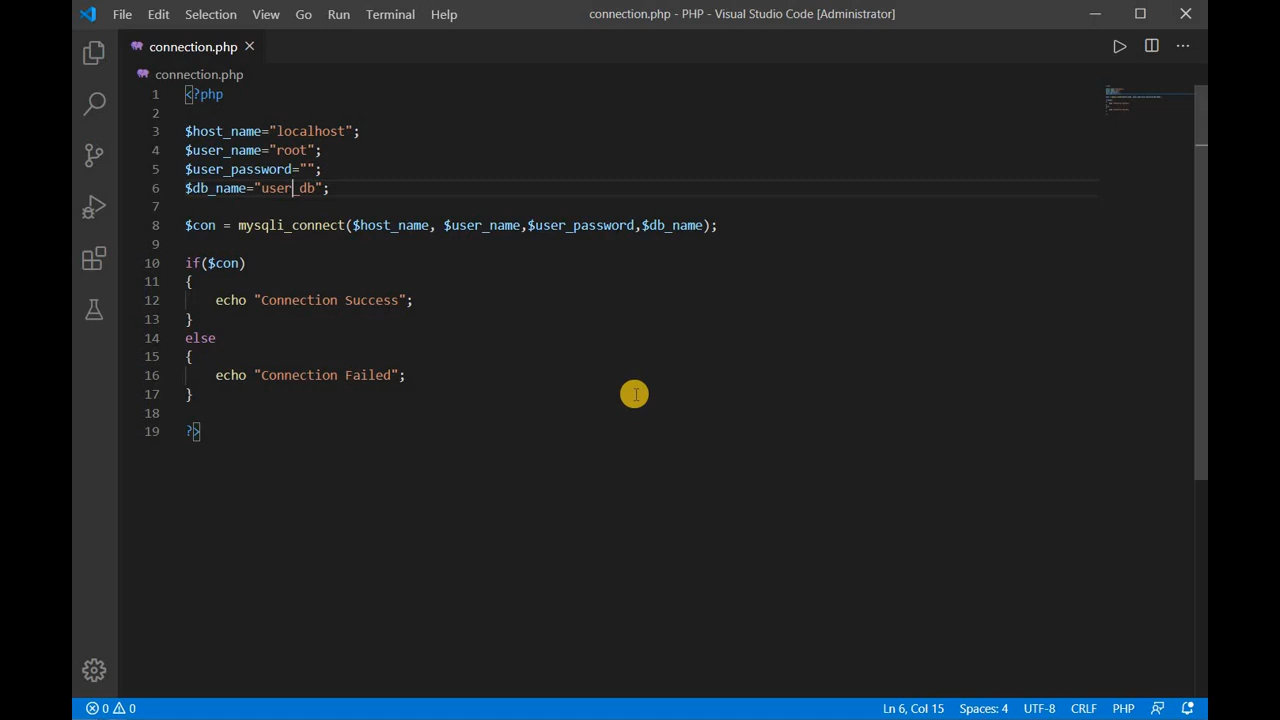 File Edit Selection View Go Run Terminal Help connection.php - PHP - Visual Studio Code [Administrator]
connection.php
connection.php
1 <?php
2
3 $host_name="localhost";
4 $user_name="root";
5 $user_password="";
6 $db_name="user_db";
7
8 $con = mysqli_connect($host_name, $user_name,$user_password,$db_name);
9
10 if($con)
11 {
12 echo "Connection Success";
13 }
14 else
15 {
16 echo "Connection Failed";
17 }
18
19 ?>
0 0 Ln 6, Col 15 Spaces: 4 UTF-8 CRLF PHP